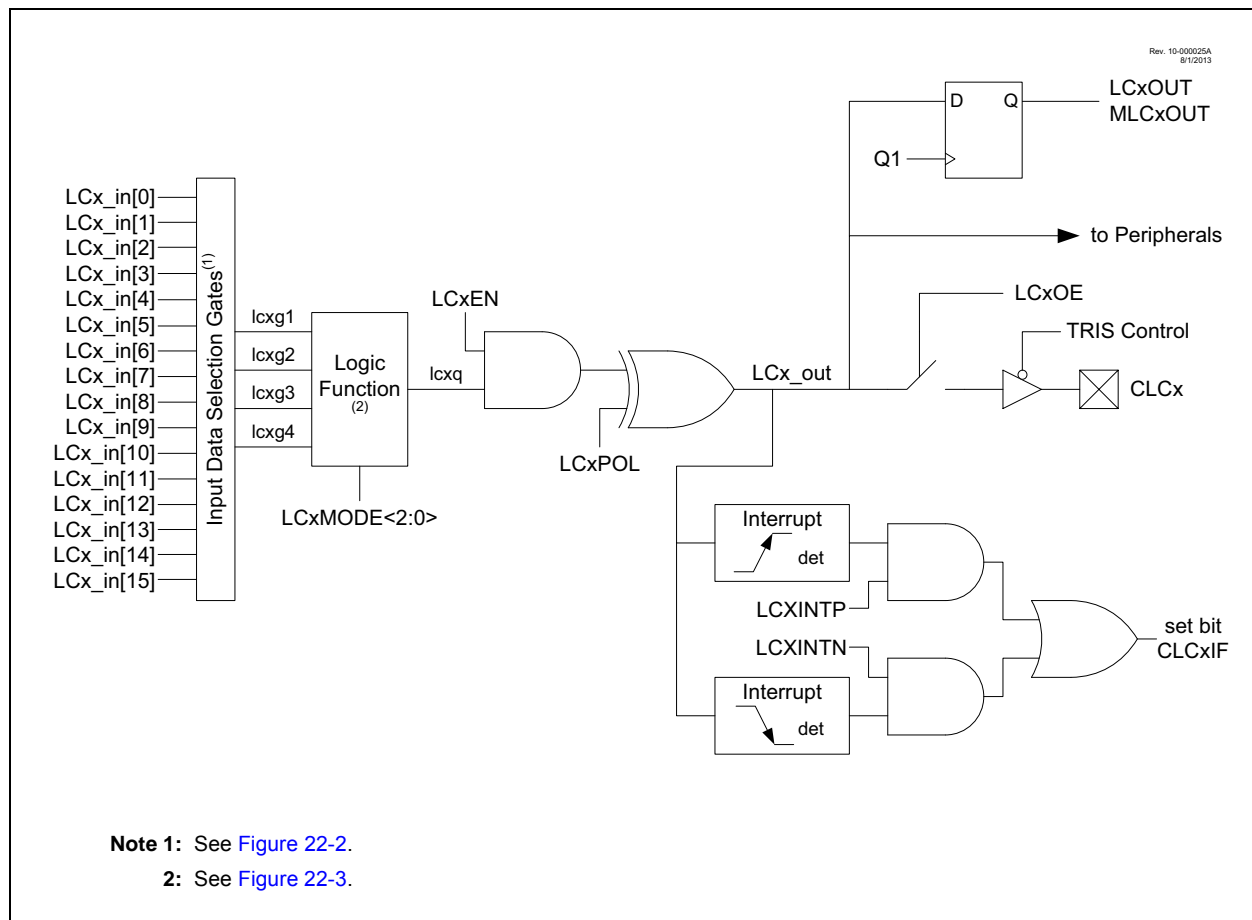 Rev. 10-000025A
8/1/2013
LCxOUT
MLCxOUT
D
Q
Q1
to Peripherals
LCx_in[0]
LCx_in[1]
LCx_in[2]
LCx_in[3]
LCx_in[4]
LCx_in[5]
LCx_in[6]
LCx_in[7]
LCx_in[8]
LCx_in[9]
LCx_in[10]
LCx_in[11]
LCx_in[12]
LCx_in[13]
LCx_in[14]
LCx_in[15]
Input Data Selection Gates(1)
lcxg1
lcxg2
lcxg3
lcxg4
Logic
Function
(2)
LCxMODE<2:0>
lcxq
LCxEN
LCxPOL
LCx_out
LCxOE
TRIS Control
CLCx
Interrupt
det
LCXINTP
LCXINTN
Interrupt
det
set bit
CLCxIF
Note 1: See Figure 22-2.
2: See Figure 22-3.